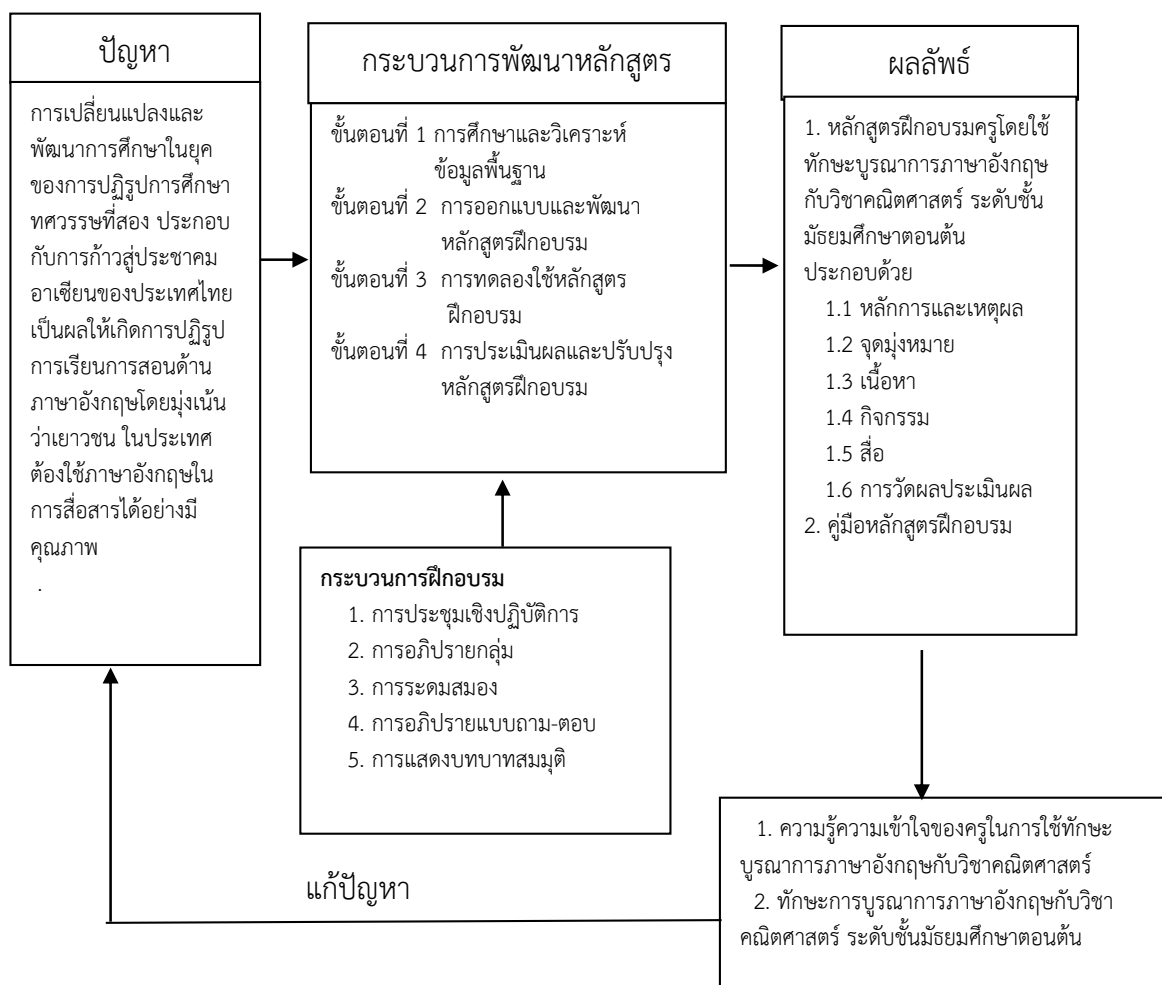 ปัญหา
การเปลี่ยนแปลงและ
พัฒนาการศึกษาในยุค
ของการปฏิรูปการศึกษา
ทศวรรษที่สอง ประกอบ
กับการก้าวสู่ประชาคม
อาเซียนของประเทศไทย
เป็นผลให้เกิดการปฏิรูป
การเรียนการสอนด้าน
ภาษาอังกฤษโดยมุ่งเน้น
ว่าเยาวชน ในประเทศ
ต้องใช้ภาษาอังกฤษใน
การสื่อสารได้อย่างมี
คุณภาพ
.
กระบวนการพัฒนาหลักสูตร
ขั้นตอนที่ 1 การศึกษาและวิเคราะห์
ข้อมูลพื้นฐาน
ขั้นตอนที่ 2 การออกแบบและพัฒนา
หลักสูตรฝึกอบรม
ขั้นตอนที่ 3 การทดลองใช้หลักสูตร
ฝึกอบรม
ขั้นตอนที่ 4 การประเมินผลและปรับปรุง
หลักสูตรฝึกอบรม
กระบวนการฝึกอบรม
1. การประชุมเชิงปฏิบัติการ
2. การอภิปรายกลุ่ม
3. การระดมสมอง
4. การอภิปรายแบบถาม-ตอบ
5. การแสดงบทบาทสมมุติ
ผลลัพธ์
1. หลักสูตรฝึกอบรมครูโดยใช้
ทักษะบูรณาการภาษาอังกฤษ
กับวิชาคณิตศาสตร์ ระดับชั้น
มัธยมศึกษาตอนต้น
ประกอบด้วย
1.1 หลักการและเหตุผล
1.2 จุดมุ่งหมาย
1.3 เนื้อหา
1.4 กิจกรรม
1.5 สื่อ
1.6 การวัดผลประเมินผล
2. คู่มือหลักสูตรฝึกอบรม
1. ความรู้ความเข้าใจของครูในการใช้ทักษะ
บูรณาการภาษาอังกฤษกับวิชาคณิตศาสตร์
2. ทักษะการบูรณาการภาษาอังกฤษกับวิชา
คณิตศาสตร์ ระดับชั้นมัธยมศึกษาตอนต้น
แก้ปัญหา